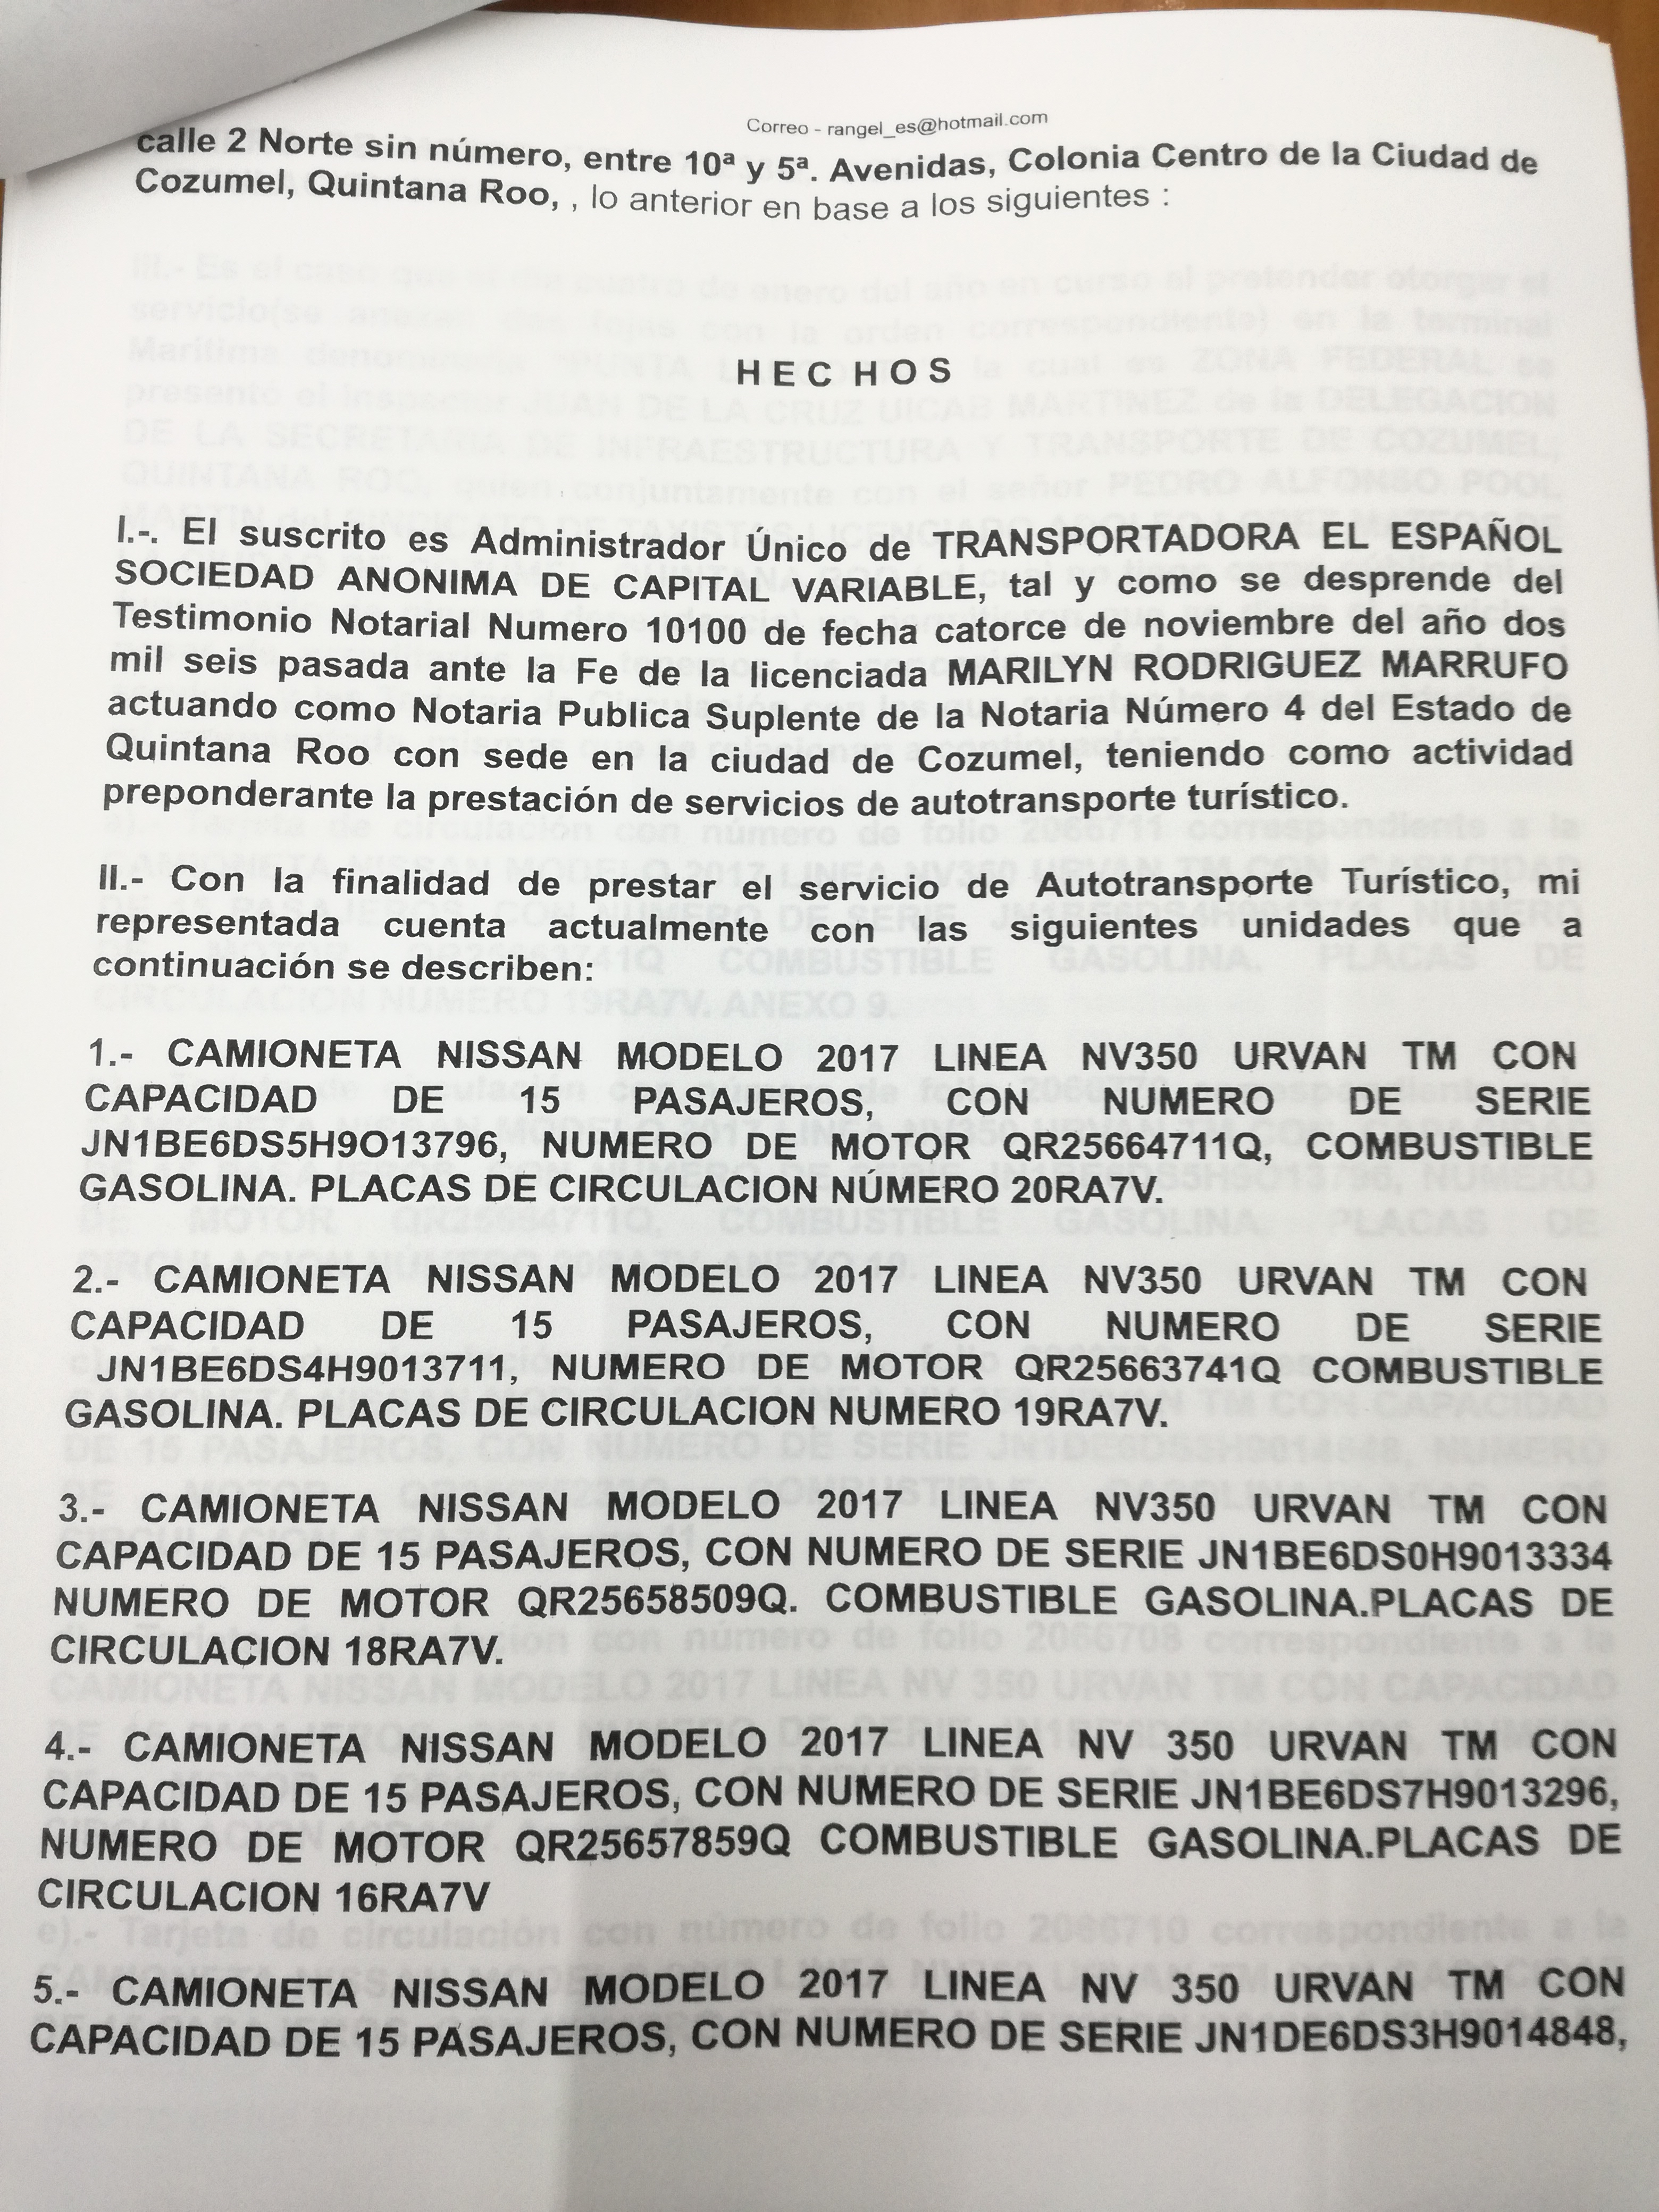 Correo - rangel_es@hotmail.com
calle 2 Norte sin número, entre 10ª y 5ª. Avenidas, Colonia Centro de la Ciudad de
Cozumel, Quintana Roo, , lo anterior en base a los siguientes :
H E C H O S
I.-. El suscrito es Administrador Único de TRANSPORTADORA EL ESPAÑOL
SOCIEDAD ANONIMA DE CAPITAL VARIABLE, tal y como se desprende del
Testimonio Notarial Numero 10100 de fecha catorce de noviembre del año dos
mil seis pasada ante la Fe de la licenciada MARILYN RODRIGUEZ MARRUFO
actuando como Notaria Publica Suplente de la Notaria Número 4 del Estado de
Quintana Roo con sede en la ciudad de Cozumel, teniendo como actividad
preponderante la prestación de servicios de autotransporte turístico.
II.- Con la finalidad de prestar el servicio de Autotransporte Turístico, mi
representada cuenta actualmente con las siguientes unidades que a
continuación se describen:
1.- CAMIONETA NISSAN MODELO 2017 LINEA NV350 URVAN TM CON
CAPACIDAD DE 15 PASAJEROS, CON NUMERO DE SERIE
JN1BE6DS5H9O13796, NUMERO DE MOTOR QR25664711Q, COMBUSTIBLE
GASOLINA. PLACAS DE CIRCULACION NÚMERO 20RA7V.
2.- CAMIONETA NISSAN MODELO 2017 LINEA NV350 URVAN TM CON
CAPACIDAD DE 15 PASAJEROS, CON NUMERO DE SERIE
JN1BE6DS4H9013711, NUMERO DE MOTOR QR25663741Q COMBUSTIBLE
GASOLINA. PLACAS DE CIRCULACION NUMERO 19RA7V.
3.- CAMIONETA NISSAN MODELO 2017 LINEA NV350 URVAN TM CON
CAPACIDAD DE 15 PASAJEROS, CON NUMERO DE SERIE JN1BE6DS0H9013334
NUMERO DE MOTOR QR25658509Q. COMBUSTIBLE GASOLINA.PLACAS DE
CIRCULACION 18RA7V.
4.- CAMIONETA NISSAN MODELO 2017 LINEA NV 350 URVAN TM CON
CAPACIDAD DE 15 PASAJEROS, CON NUMERO DE SERIE JN1BE6DS7H9013296,
NUMERO DE MOTOR QR25657859Q COMBUSTIBLE GASOLINA.PLACAS DE
CIRCULACION 16RA7V
5.- CAMIONETA NISSAN MODELO 2017 LINEA NV 350 URVAN TM CON
CAPACIDAD DE 15 PASAJEROS, CON NUMERO DE SERIE JN1DE6DS3H9014848,